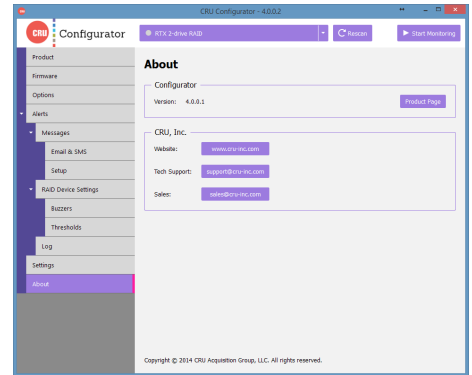 CRU Configurator - 4.0.0.2
CRU Configurator
RTX 2-drive RAID
Rescan
Start Monitoring
Product
Firmware
Options
Alerts
Messages
Email & SMS
Setup
RAID Device Settings
Buzzers
Thresholds
Log
Settings
About
About
Configurator
Version: 4.0.0.1
Product Page
CRU, Inc.
Website: www.cru-inc.com
Tech Support: support@cru-inc.com
Sales: sales@cru-inc.com
Copyright © 2014 CRU Acquisition Group, LLC. All rights reserved.